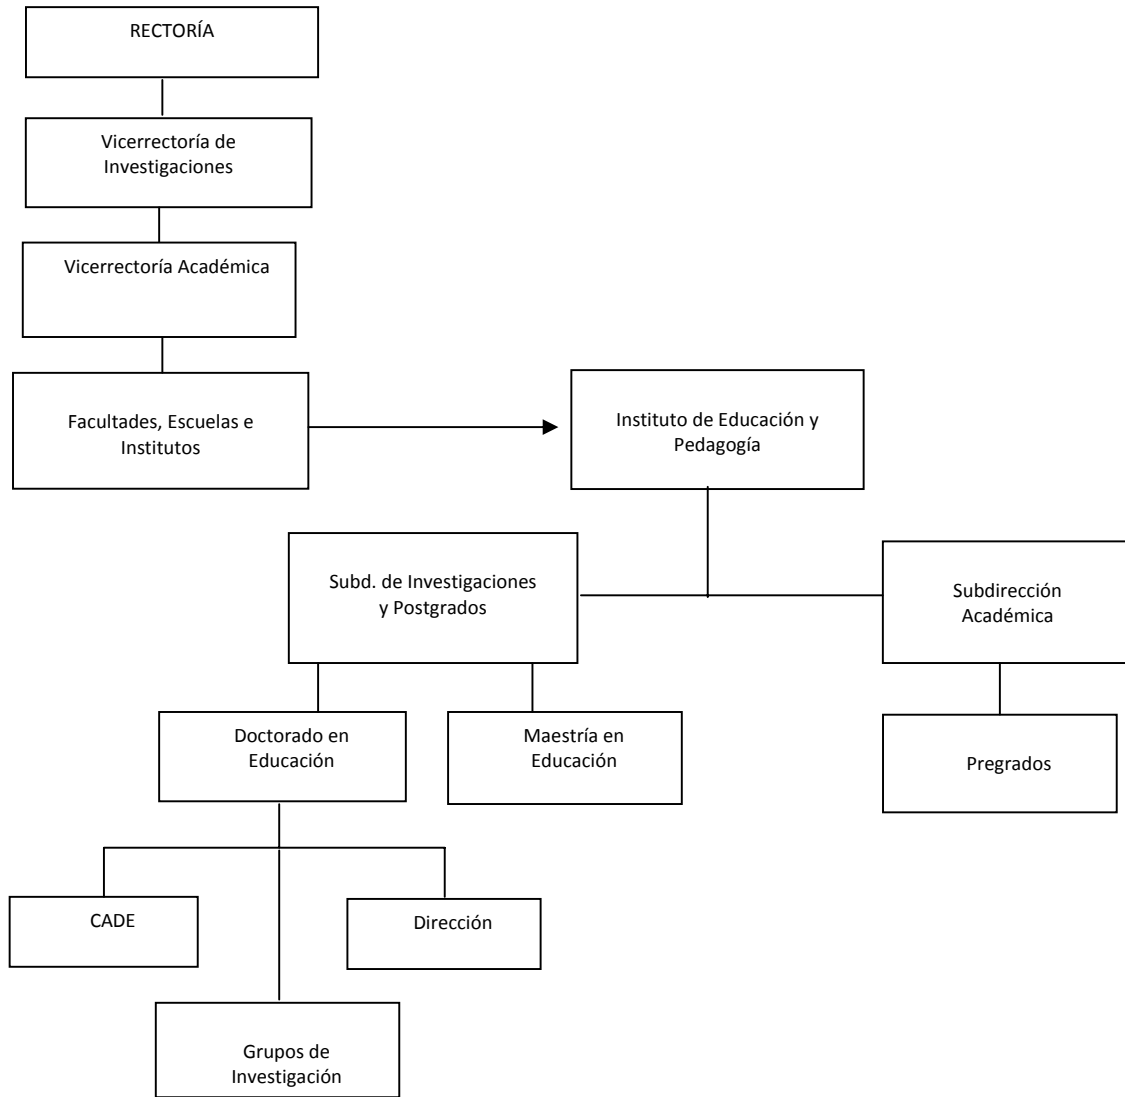 RECTORÍA
Vicerrectoría de
Investigaciones
Vicerrectoría Académica
Facultades, Escuelas e
Institutos
Instituto de Educación y
Pedagogía
Subd. de Investigaciones
y Postgrados
Subdirección
Académica
Doctorado en
Educación
Maestría en
Educación
Pregrados
CADE
Dirección
Grupos de
Investigación